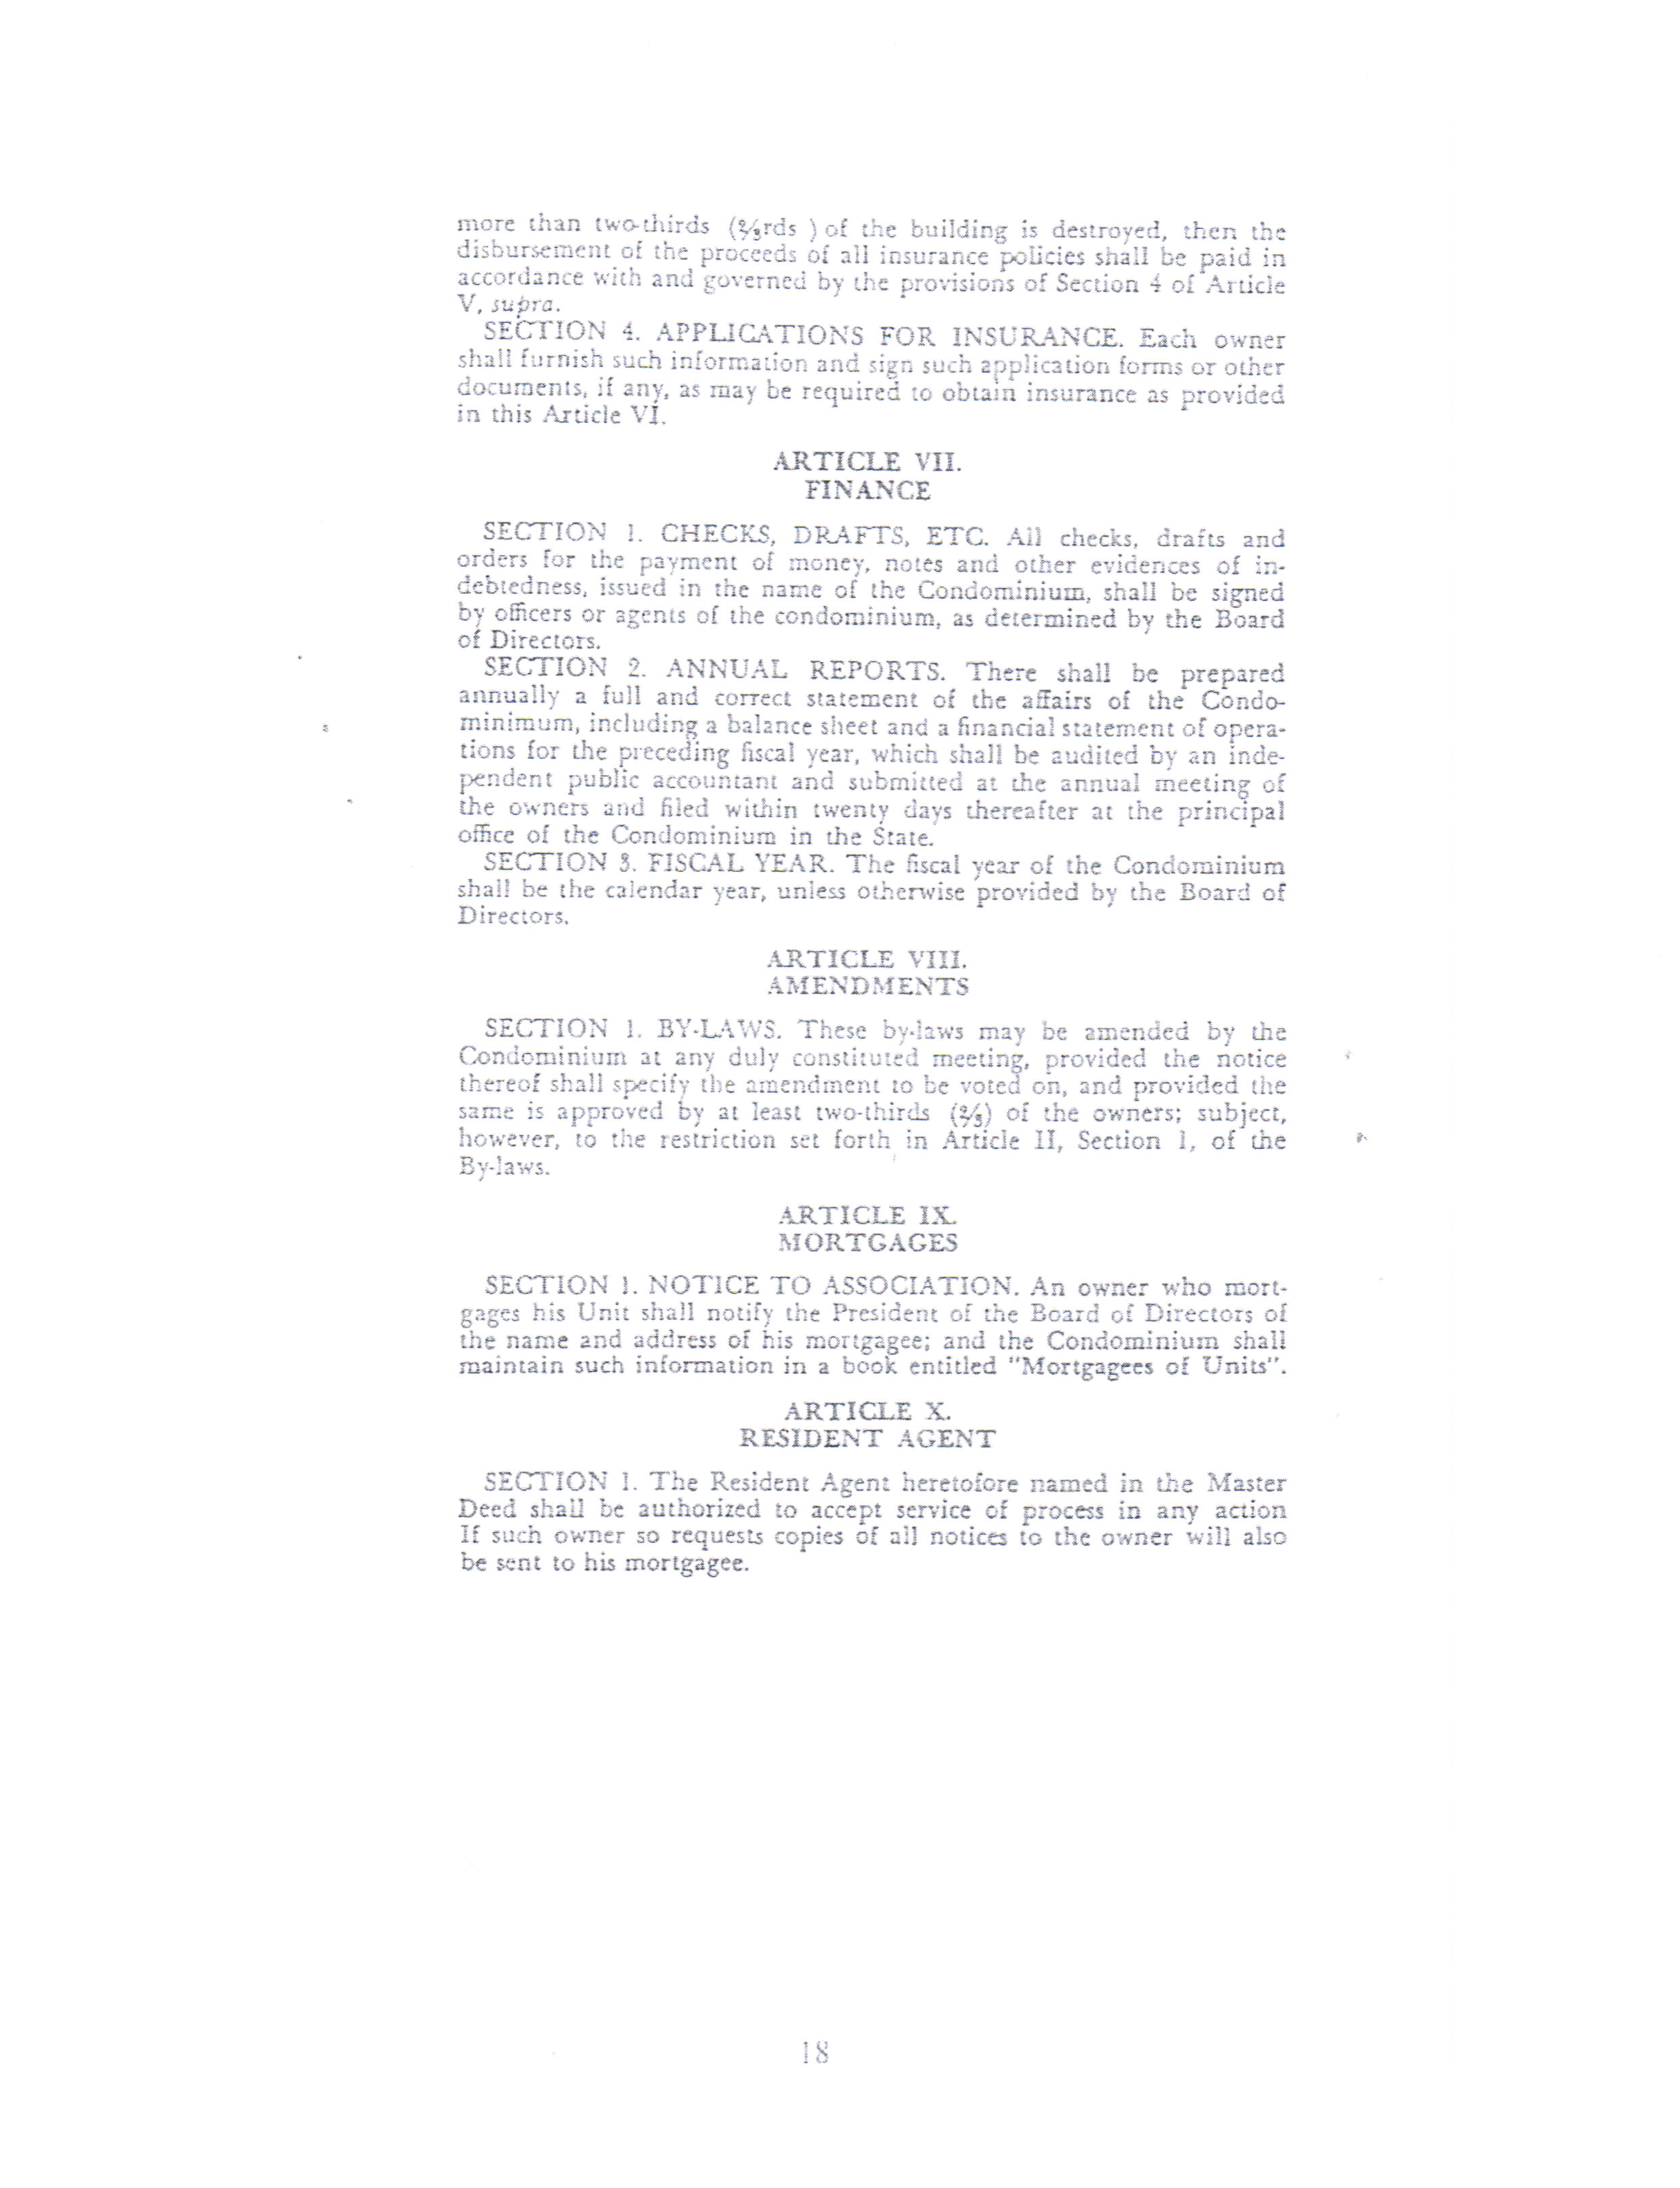 more than two-thirds (⅔rds ) of the building is destroyed, then the
disbursement of the proceeds of all insurance policies shall be paid in
accordance with and governed by the provisions of Section 4 of Article
V, supra.
SECTION 4. APPLICATIONS FOR INSURANCE. Each owner
shall furnish such information and sign such application forms or other
documents, if any, as may be required to obtain insurance as provided
in this Article VI.
ARTICLE VII.
FINANCE
SECTION 1. CHECKS, DRAFTS, ETC. All checks, drafts and
orders for the payment of money, notes and other evidences of in-
debtedness, issued in the name of the Condominium, shall be signed
by officers or agents of the condominium, as determined by the Board
of Directors.
SECTION 2. ANNUAL REPORTS. There shall be prepared
annually a full and correct statement of the affairs of the Condo-
minimum, including a balance sheet and a financial statement of opera-
tions for the preceding fiscal year, which shall be audited by an inde-
pendent public accountant and submitted at the annual meeting of
the owners and filed within twenty days thereafter at the principal
office of the Condominium in the State.
SECTION 3. FISCAL YEAR. The fiscal year of the Condominium
shall be the calendar year, unless otherwise provided by the Board of
Directors.
ARTICLE VIII.
AMENDMENTS
SECTION 1. BY-LAWS. These by-laws may be amended by the
Condominium at any duly constituted meeting, provided the notice
thereof shall specify the amendment to be voted on, and provided the
same is approved by at least two-thirds (⅔) of the owners; subject,
however, to the restriction set forth in Article II, Section 1, of the
By-laws.
ARTICLE IX.
MORTGAGES
SECTION 1. NOTICE TO ASSOCIATION. An owner who mort-
gages his Unit shall notify the President of the Board of Directors of
the name and address of his mortgagee; and the Condominium shall
maintain such information in a book entitled "Mortgagees of Units".
ARTICLE X.
RESIDENT AGENT
SECTION 1. The Resident Agent heretofore named in the Master
Deed shall be authorized to accept service of process in any action
If such owner so requests copies of all notices to the owner will also
be sent to his mortgagee.
18